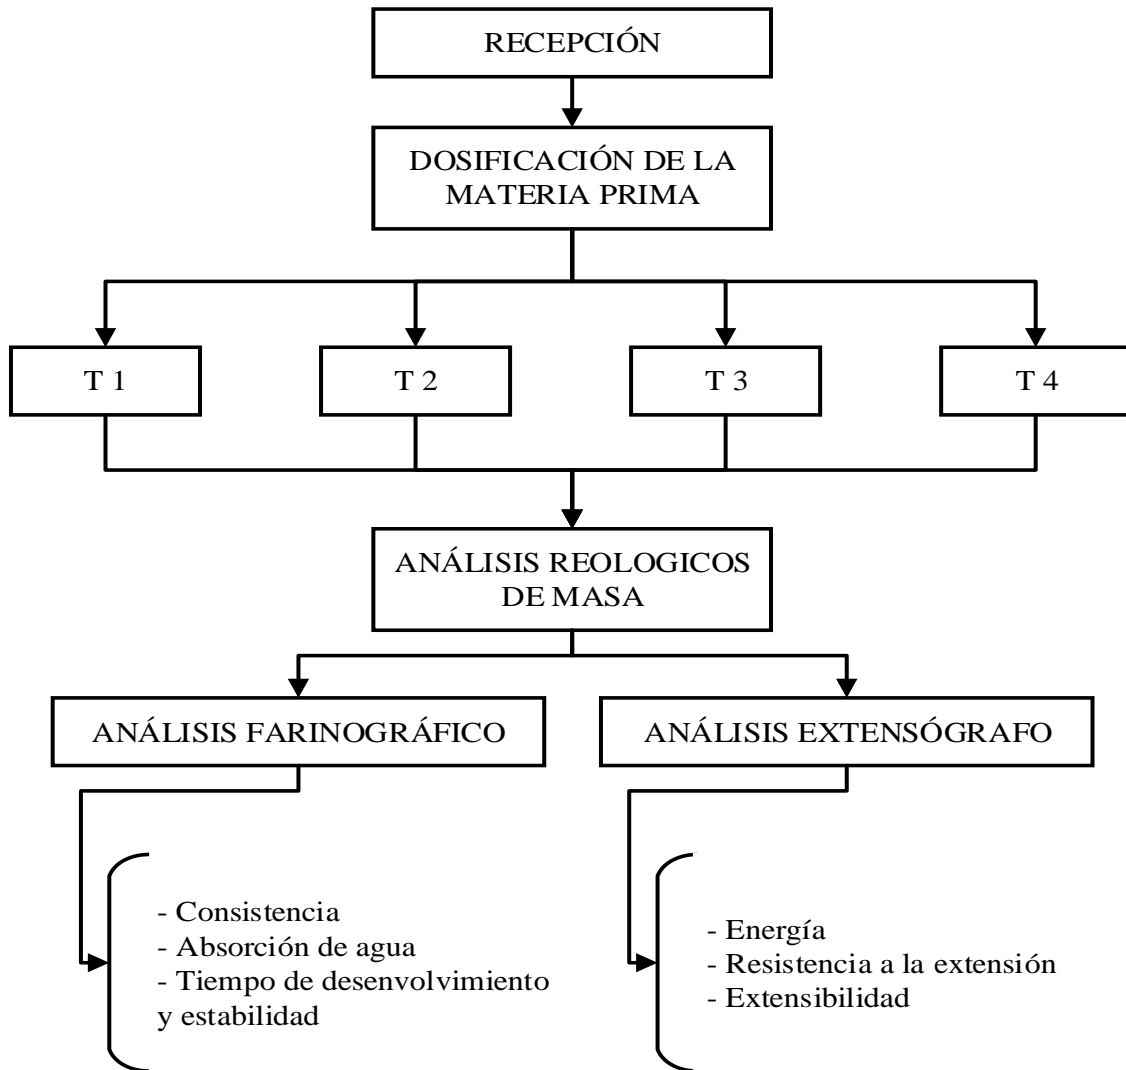 RECEPCIÓN
DOSIFICACIÓN DE LA
MATERIA PRIMA
T 1
T 2
T 3
T 4
ANÁLISIS REOLOGICOS
DE MASA
ANÁLISIS FARINOGRÁFICO
ANÁLISIS EXTENSÓGRAFO
- Consistencia
- Absorción de agua
- Tiempo de desenvolvimiento
y estabilidad
- Energía
- Resistencia a la extensión
- Extensibilidad